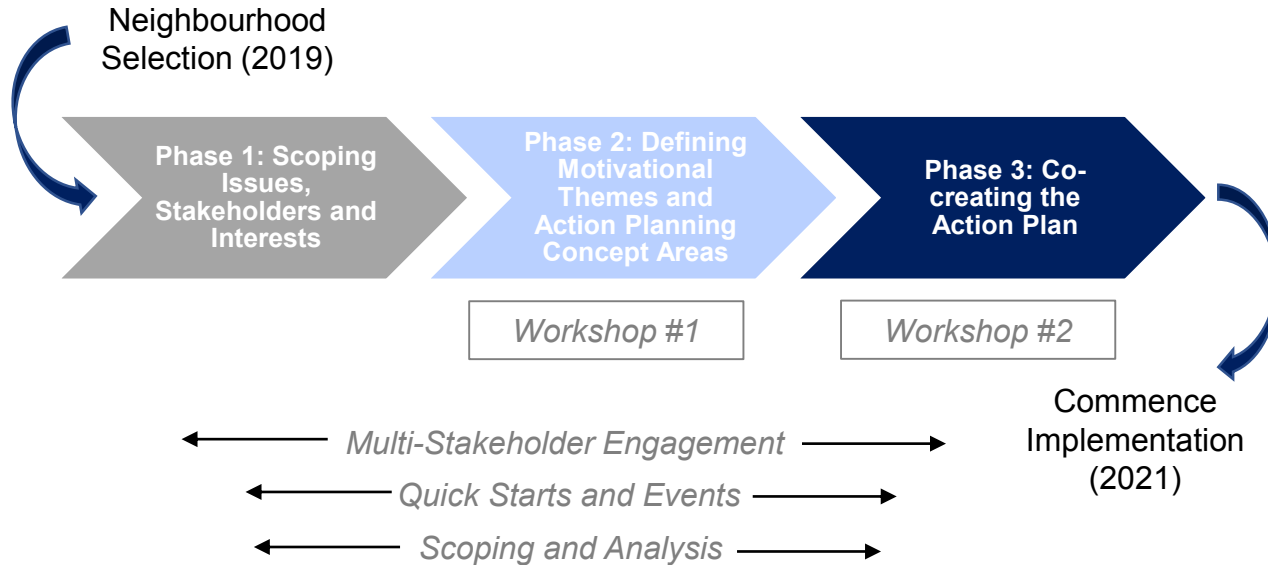 Neighbourhood
Selection (2019)
Phase 1: Scoping
Issues,
Stakeholders and
Interests
Phase 2: Defining
Motivational
Themes and
Action Planning
Concept Areas
Phase 3: Co-
creating the
Action Plan
Workshop #1
Workshop #2
Commence
Implementation
(2021)
Multi-Stakeholder Engagement
Quick Starts and Events
Scoping and Analysis